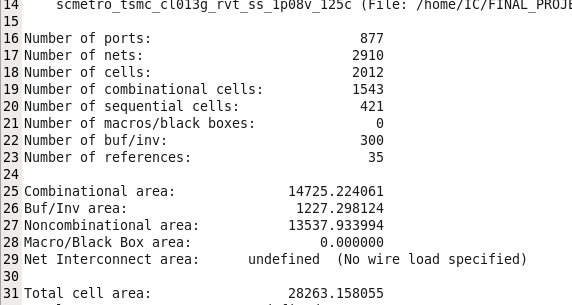 14 scmetro_tsmc_cl013g_rvt_ss_1p08v_125c (File: /home/IC/FINAL_PROJE
15
16 Number of ports: 877
17 Number of nets: 2910
18 Number of cells: 2012
19 Number of combinational cells: 1543
20 Number of sequential cells: 421
21 Number of macros/black boxes: 0
22 Number of buf/inv: 300
23 Number of references: 35
24
25 Combinational area: 14725.224061
26 Buf/Inv area: 1227.298124
27 Noncombinational area: 13537.933994
28 Macro/Black Box area: 0.000000
29 Net Interconnect area: undefined (No wire load specified)
30
31 Total cell area: 28263.158055